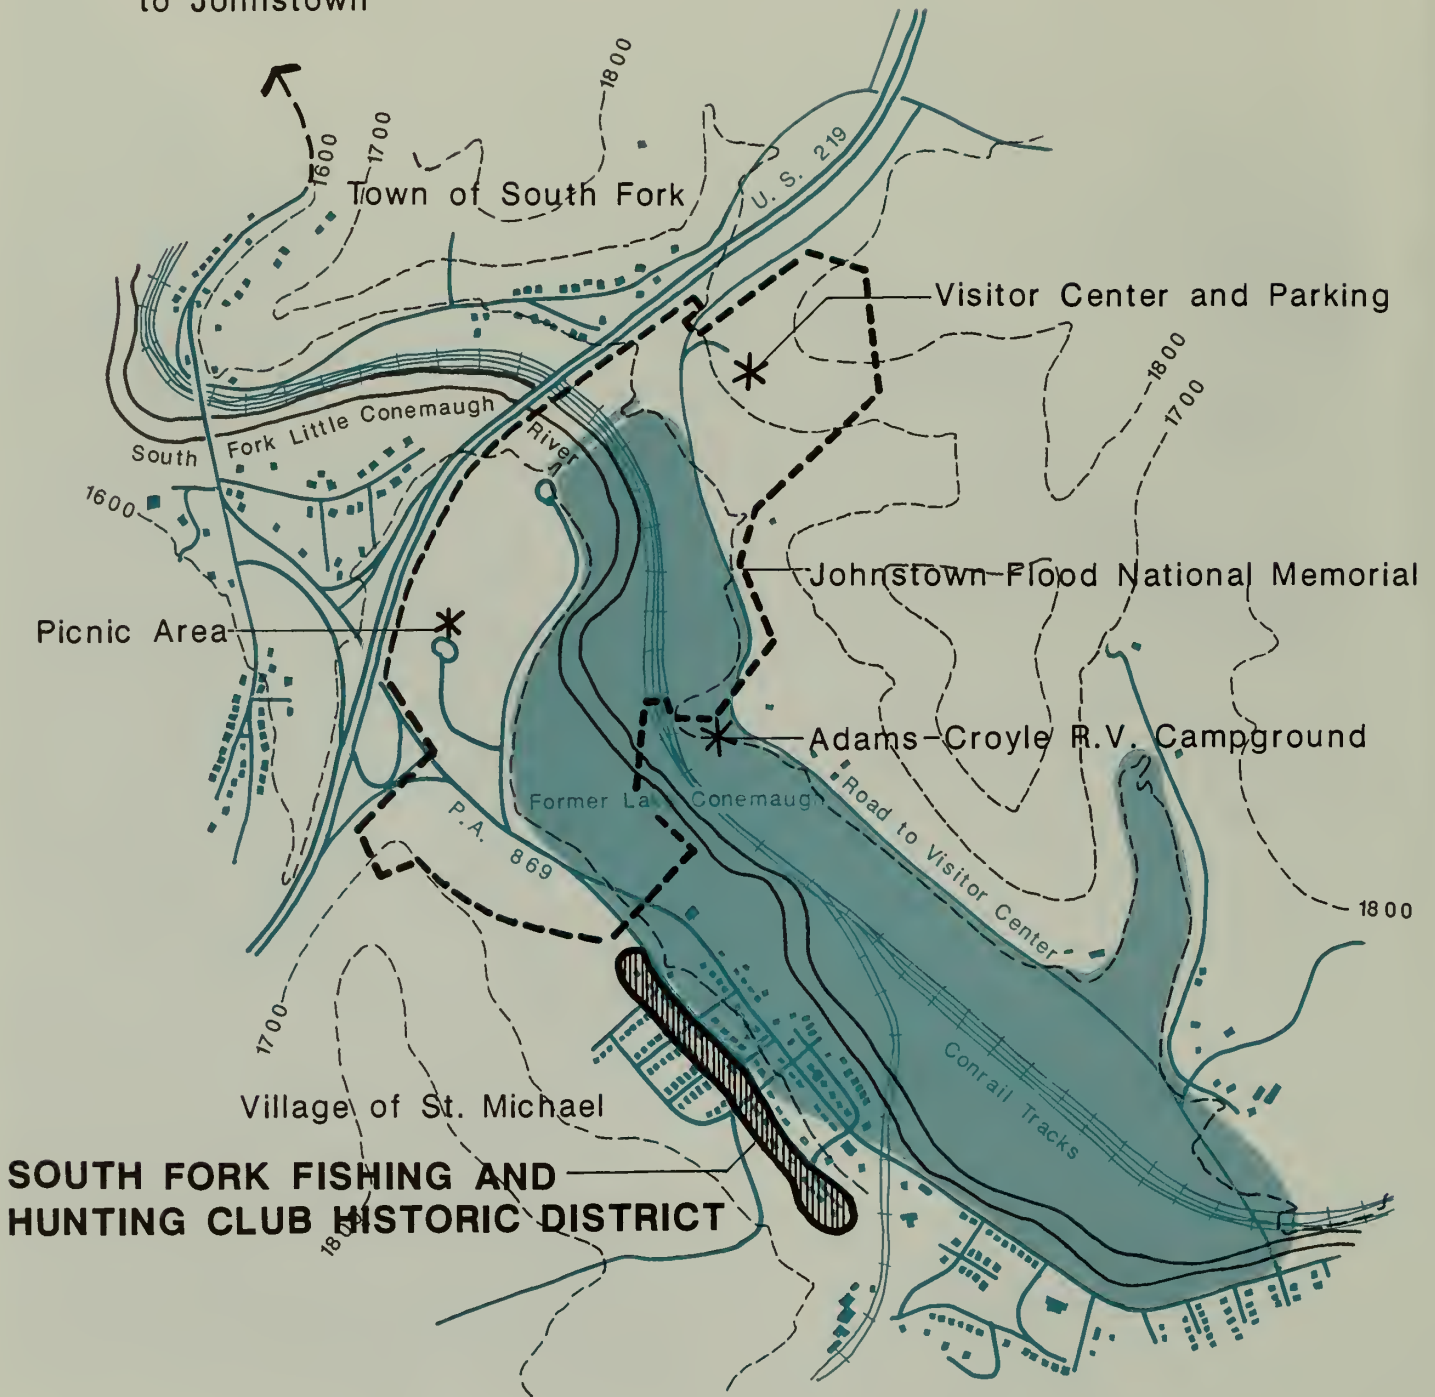 to Johnstown
1800
1700
1600
Town of South Fork
U. S. 219
Visitor Center and Parking
1800
1700
South Fork Little Conemaugh River
1600
Johnstown Flood National Memorial
Picnic Area
Adams-Croyle R.V. Campground
Former Lake Conemaugh
Road to Visitor Center
P.A. 869
1800
1700
Conrail Tracks
Village of St. Michael
SOUTH FORK FISHING AND
HUNTING CLUB HISTORIC DISTRICT
1800